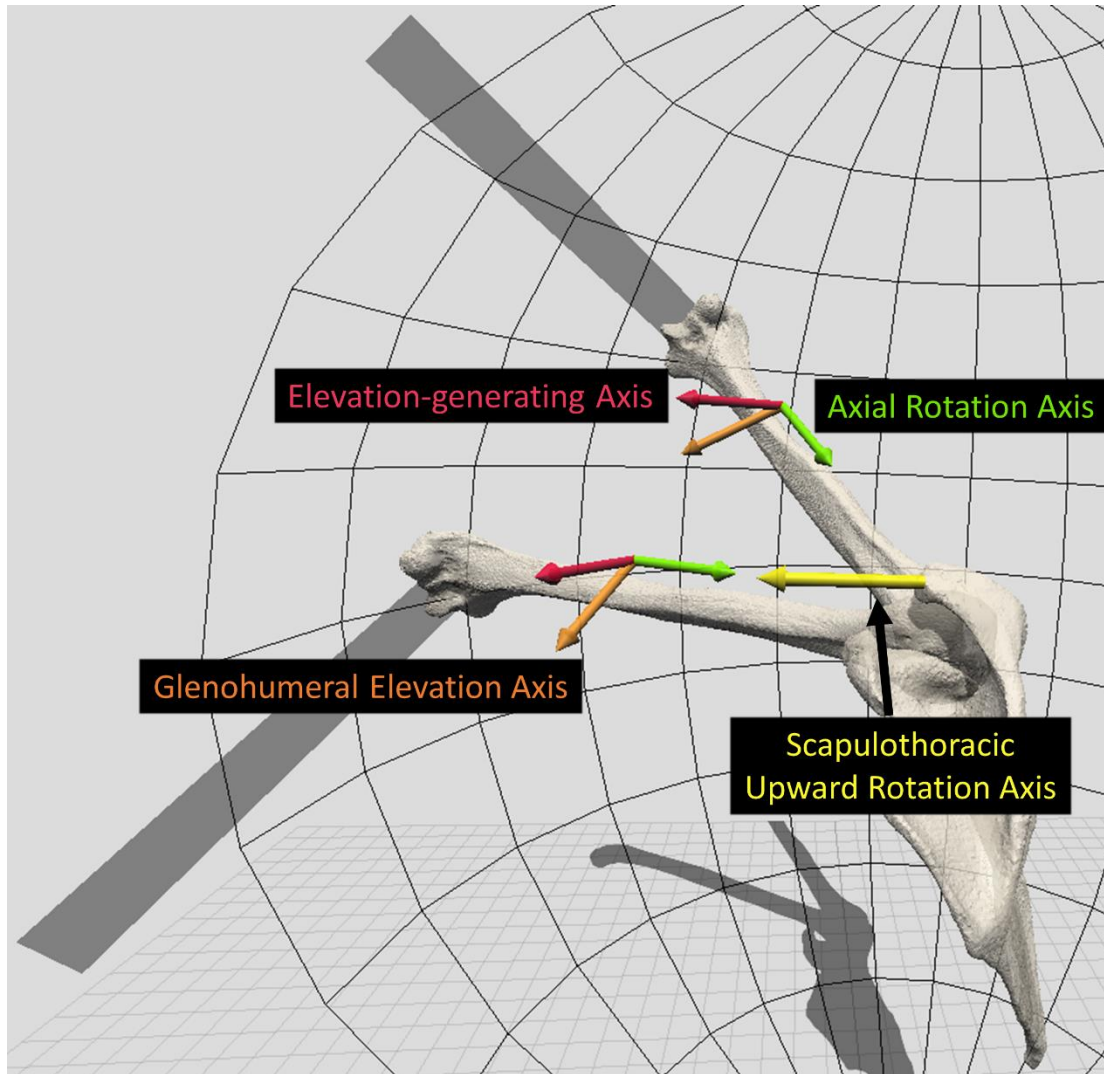 Elevation-generating Axis
Axial Rotation Axis
Glenohumeral Elevation Axis
Scapulothoracic
Upward Rotation Axis